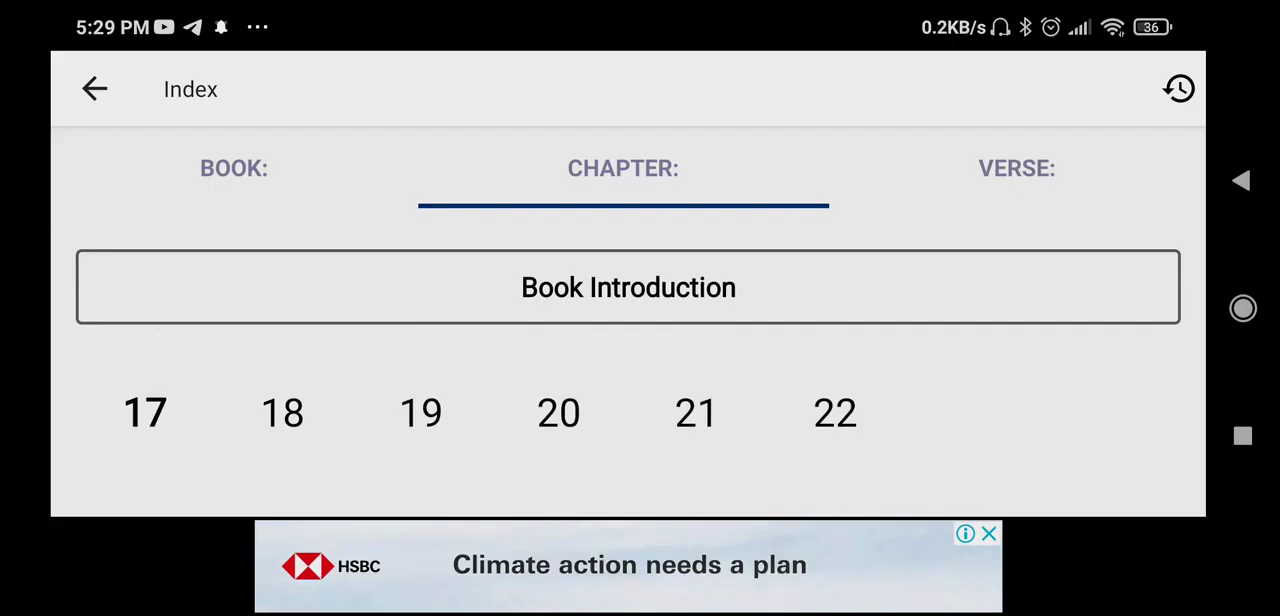 5:29 PM ... 0.2KB/s 36
Index
BOOK: CHAPTER: VERSE:
Book Introduction
17 18 19 20 21 22
HSBC Climate action needs a plan